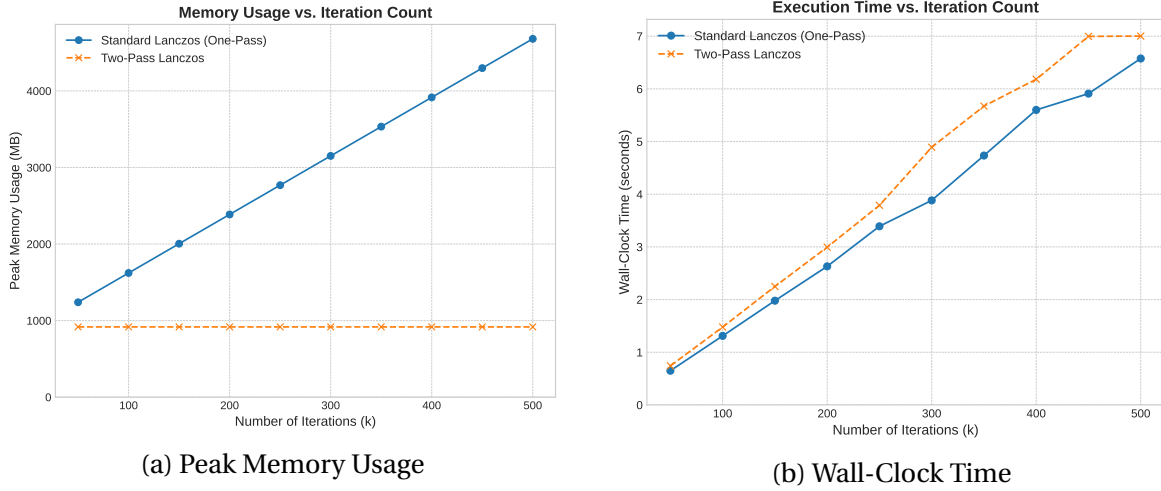 Memory Usage vs. Iteration Count
Standard Lanczos (One-Pass)
Two-Pass Lanczos
Peak Memory Usage (MB)
4000
3000
2000
1000
0
100 200 300 400 500
Number of Iterations (k)
(a) Peak Memory Usage
Execution Time vs. Iteration Count
Standard Lanczos (One-Pass)
Two-Pass Lanczos
Wall-Clock Time (seconds)
7
6
5
4
3
2
1
0
100 200 300 400 500
Number of Iterations (k)
(b) Wall-Clock Time